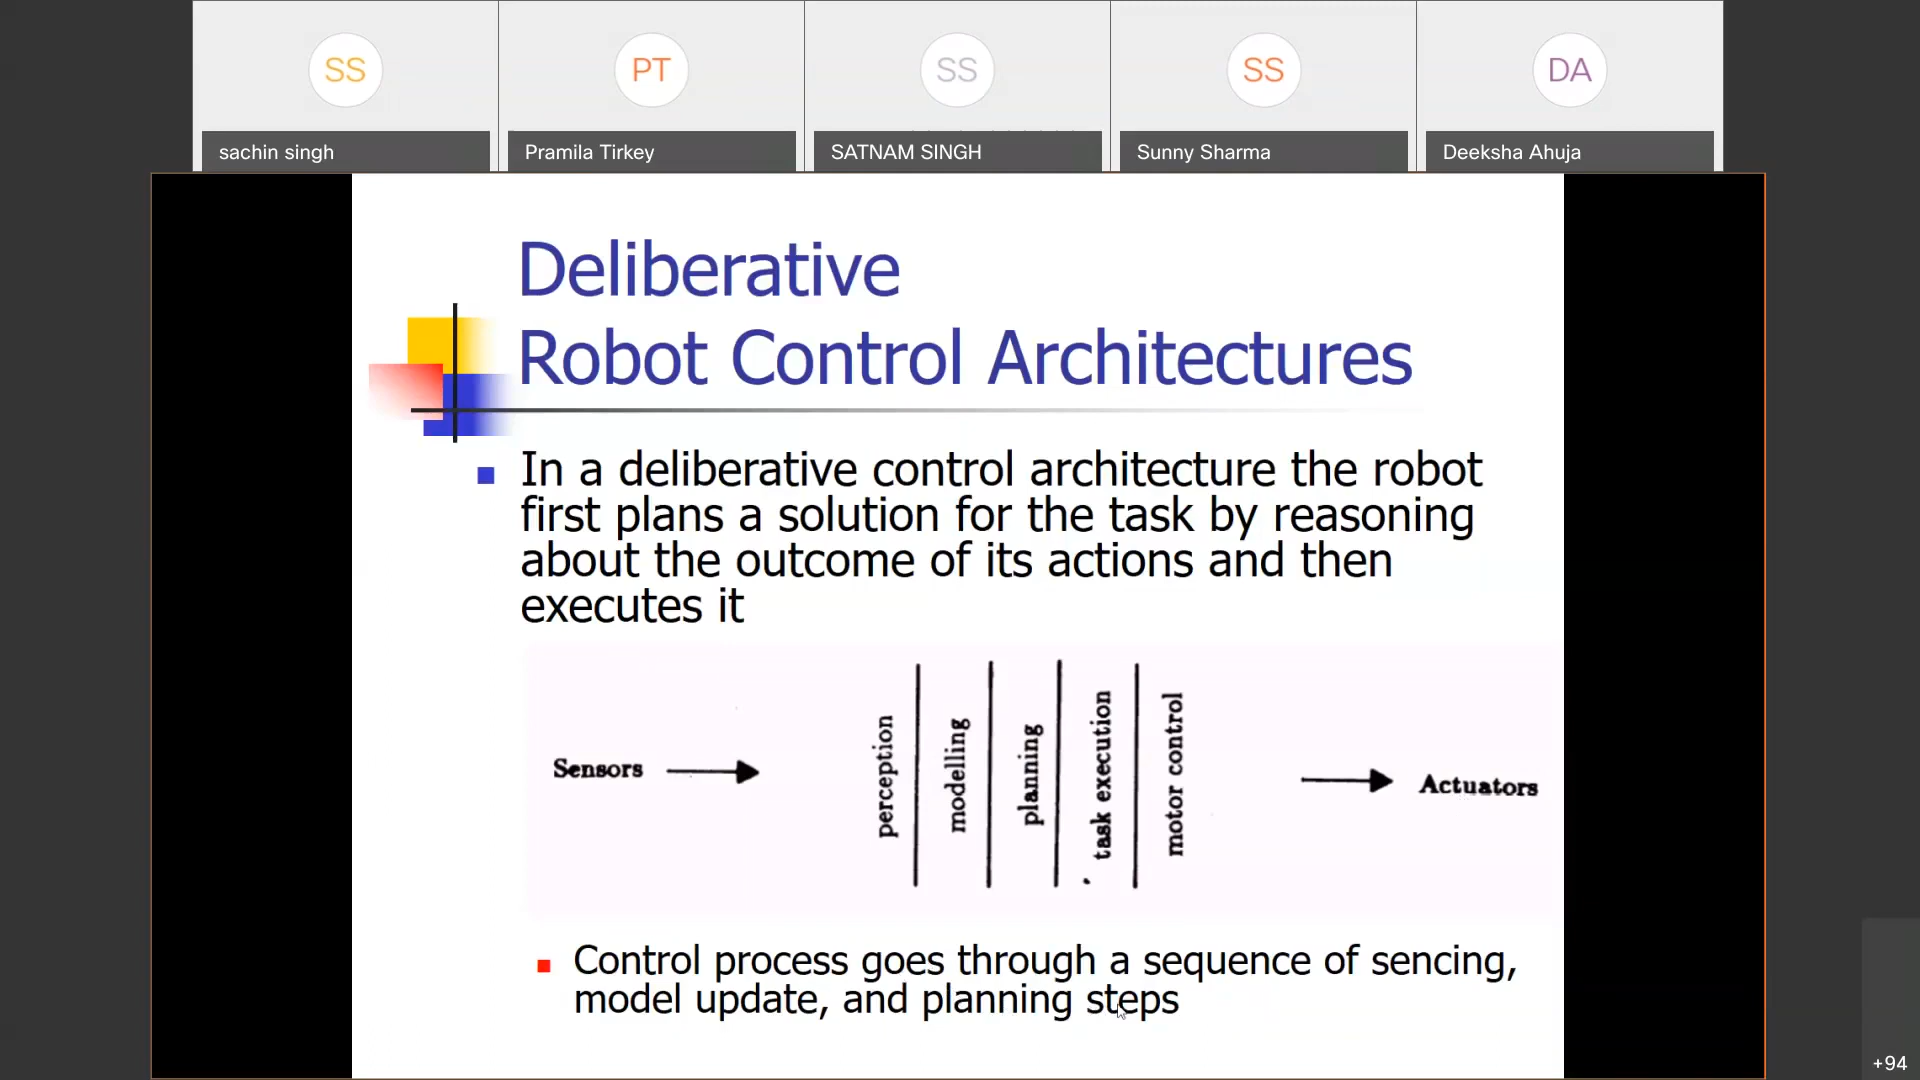 SS
PT
SS
SS
DA
sachin singh
Pramila Tirkey
SATNAM SINGH
Sunny Sharma
Deeksha Ahuja
Deliberative
Robot Control Architectures
In a deliberative control architecture the robot
first plans a solution for the task by reasoning
about the outcome of its actions and then
executes it
Sensors
perception
modelling
planning
task execution
motor control
Actuators
Control process goes through a sequence of sencing,
model update, and planning steps
+94